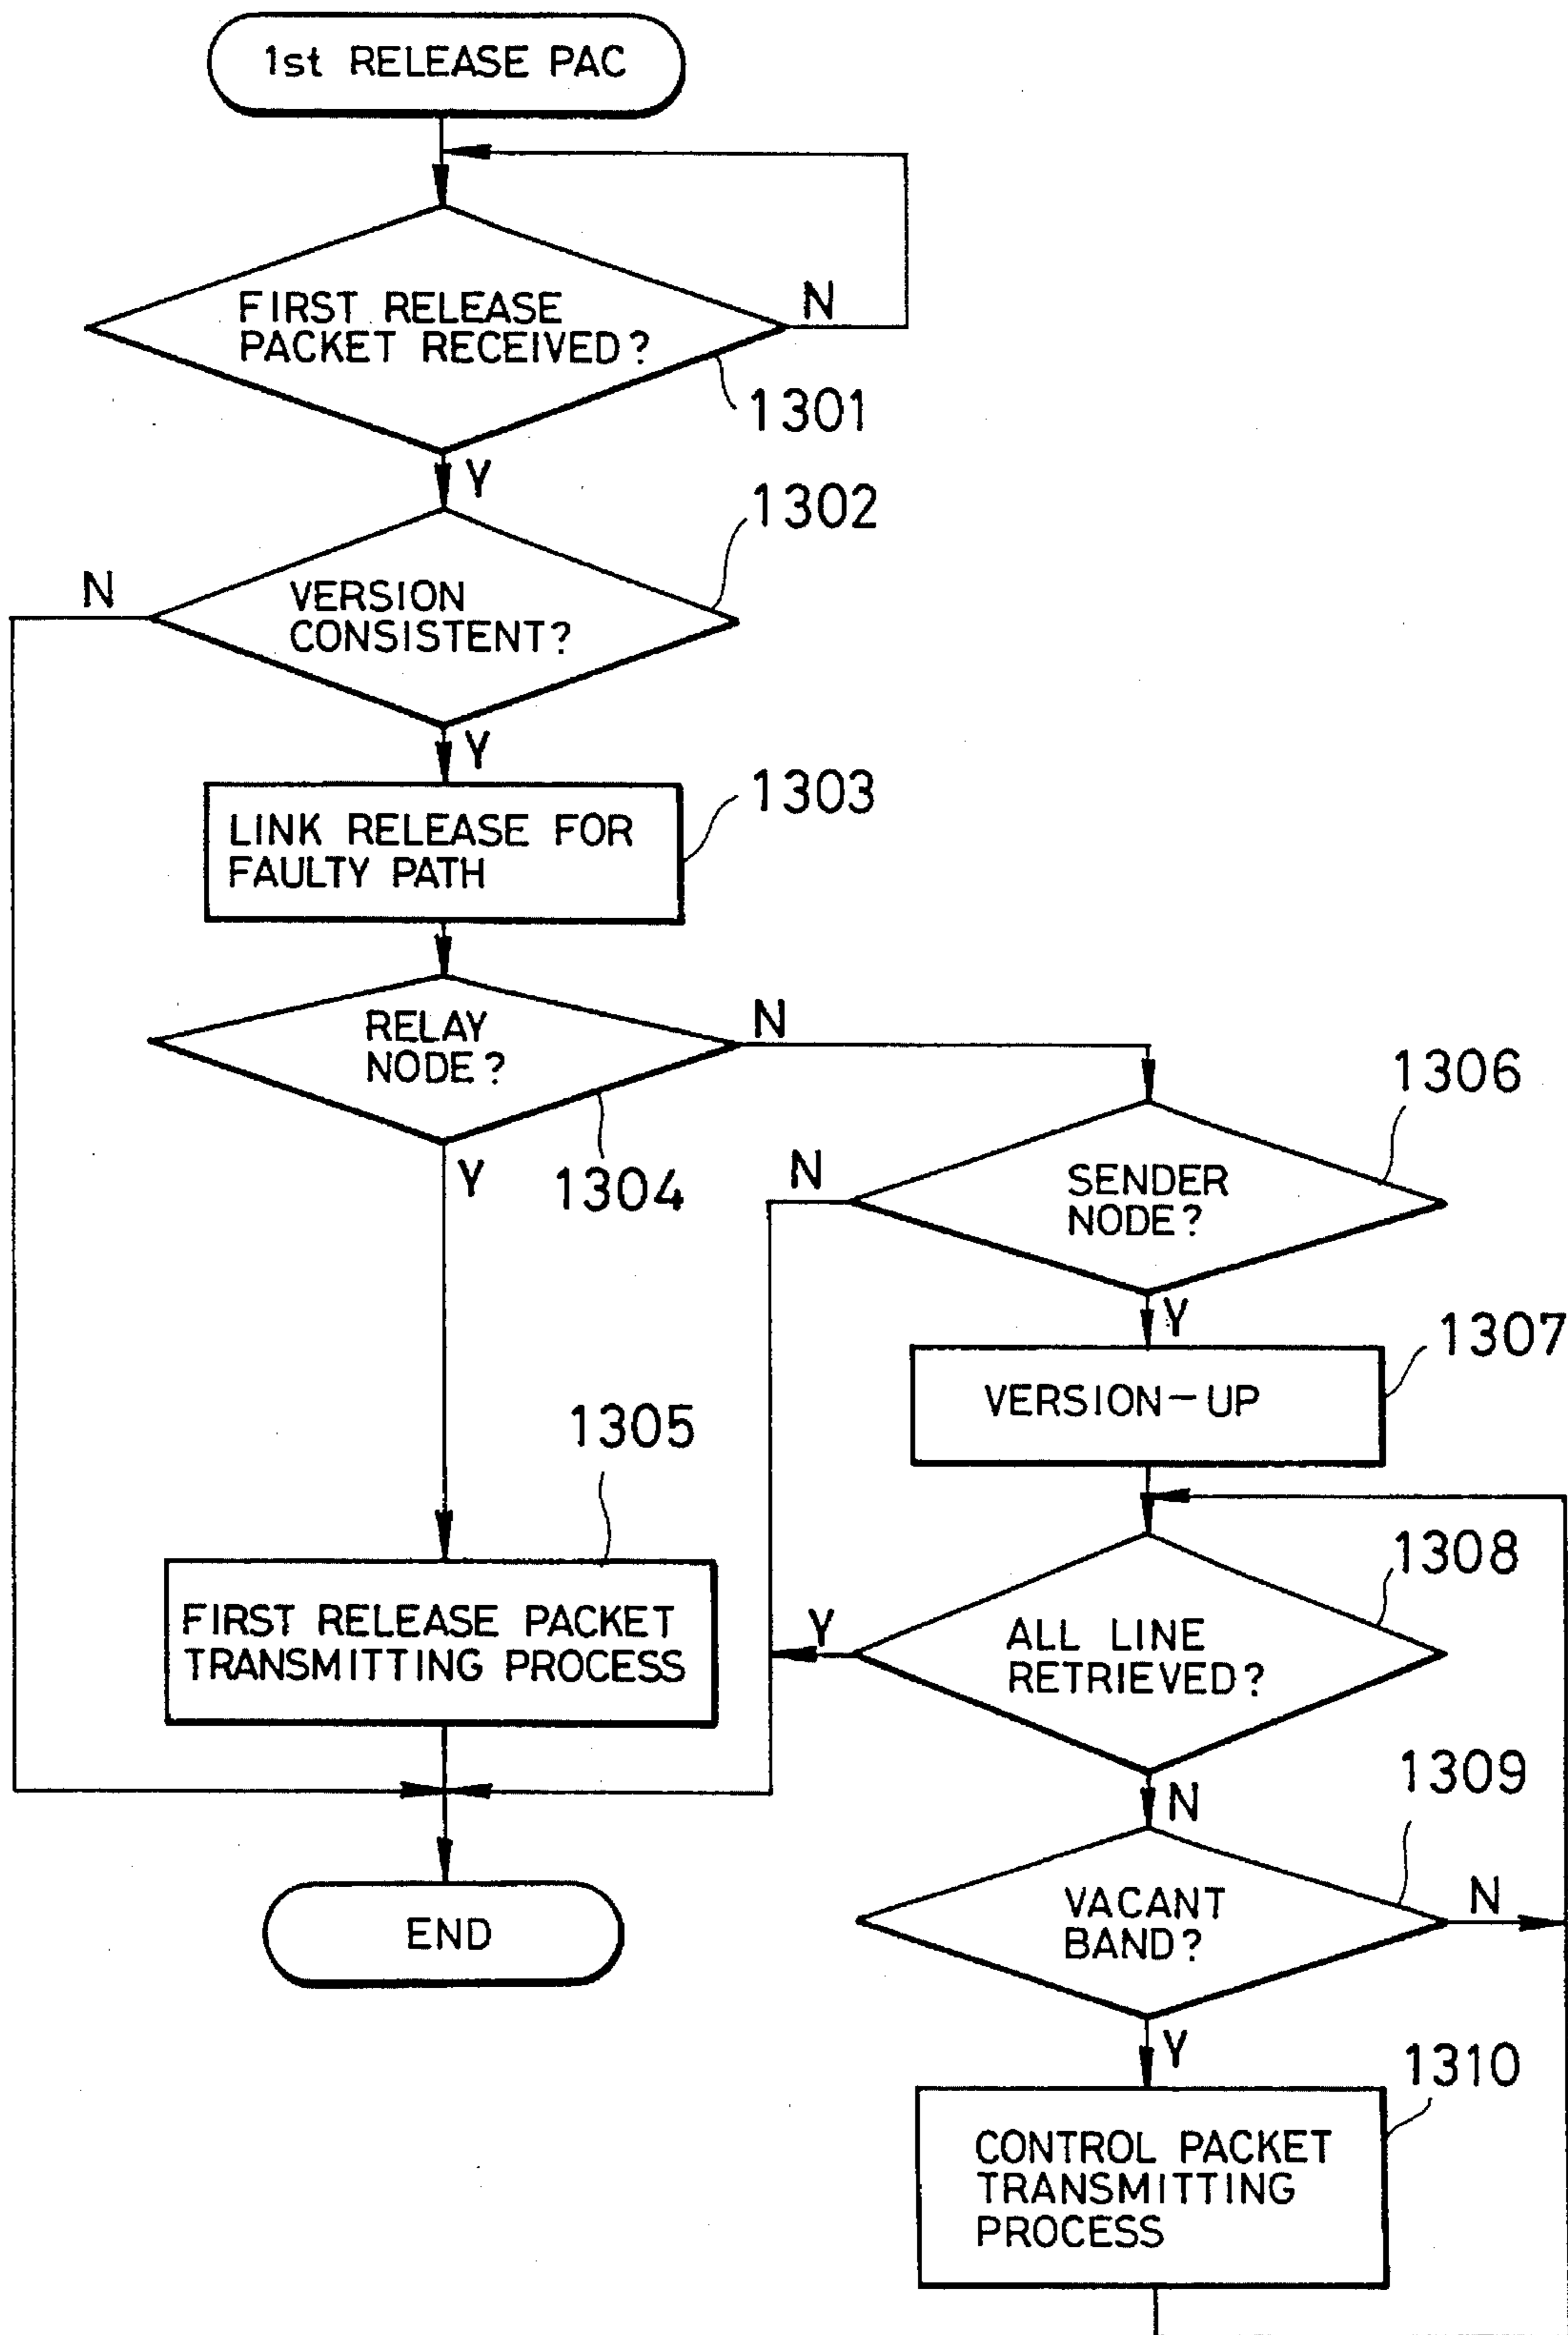 1st RELEASE PAC
FIRST RELEASE
PACKET RECEIVED?
N
1301
Y
1302
N
VERSION
CONSISTENT?
Y
1303
LINK RELEASE FOR
FAULTY PATH
RELAY
NODE?
N
1304
Y
1306
N
SENDER
NODE?
Y
1307
VERSION-UP
1305
FIRST RELEASE PACKET
TRANSMITTING PROCESS
1308
Y
ALL LINE
RETRIEVED?
N
1309
VACANT
BAND?
N
END
Y
1310
CONTROL PACKET
TRANSMITTING
PROCESS